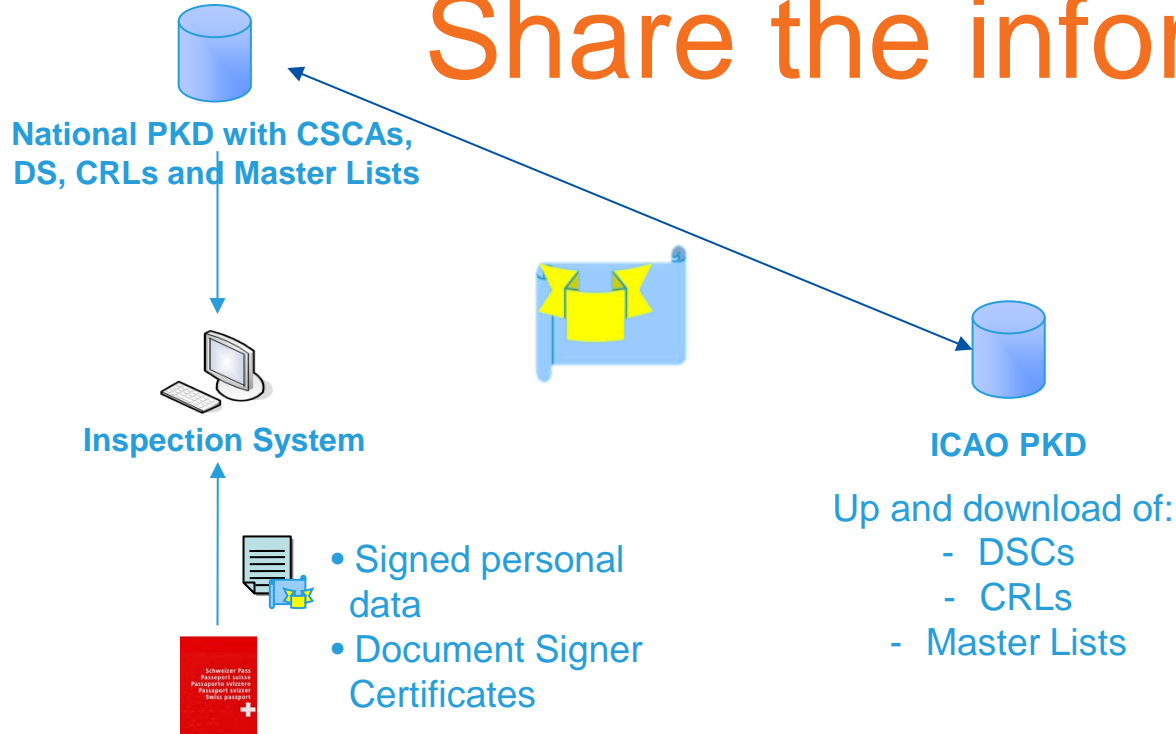 Share the infor
National PKD with CSCAs,
DS, CRLs and Master Lists
Inspection System
ICAO PKD
Up and download of:
- DSCs
- CRLs
- Master Lists
• Signed personal
data
• Document Signer
Certificates
Schweizer Pass
Passeport suisse
Passaporto svizzero
Passaport svizzer
Swiss passport